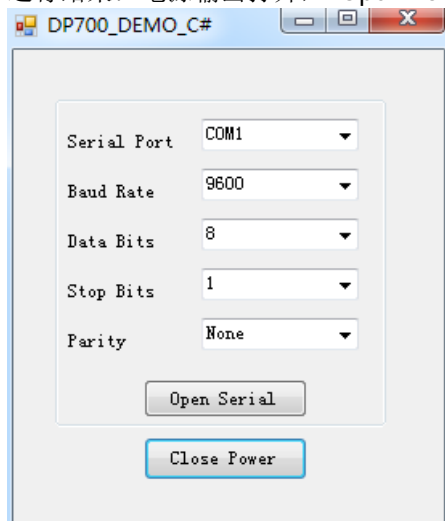 DP700_DEMO_C#
Serial Port COM1
Baud Rate 9600
Data Bits 8
Stop Bits 1
Parity None
Open Serial
Close Power